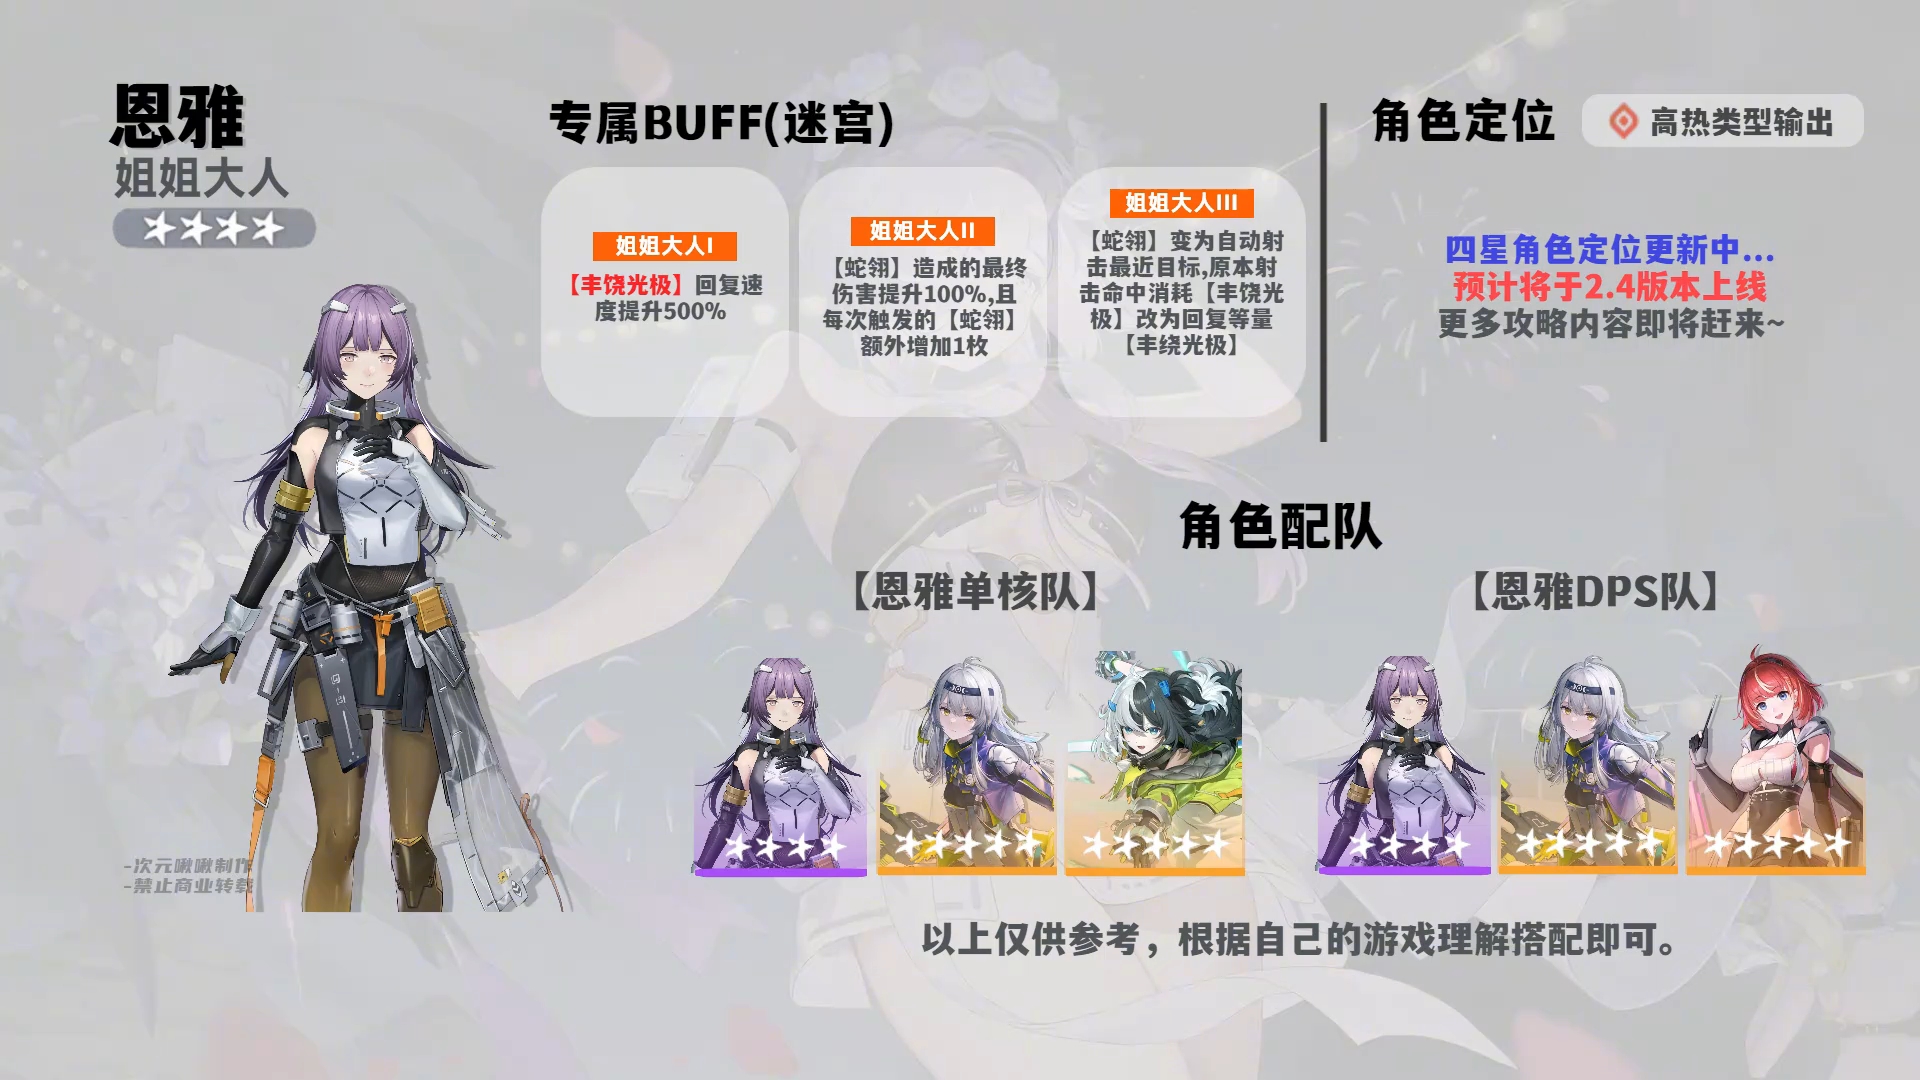 恩雅
姐姐大人
专属BUFF(迷宫)
姐姐大人I
【丰饶光极】回复速
度提升500%
姐姐大人II
【蛇翎】造成的最终
伤害提升100%,且
每次触发的【蛇翎】
额外增加1枚
姐姐大人III
【蛇翎】变为自动射
击最近目标,原本射
击命中消耗【丰饶光
极】改为回复等量
【丰绕光极】
角色定位
高热类型输出
四星角色定位更新中...
预计将于2.4版本上线
更多攻略内容即将赶来~
角色配队
【恩雅单核队】
【恩雅DPS队】
以上仅供参考，根据自己的游戏理解搭配即可。
-次元啾啾制作
-禁止商业转载